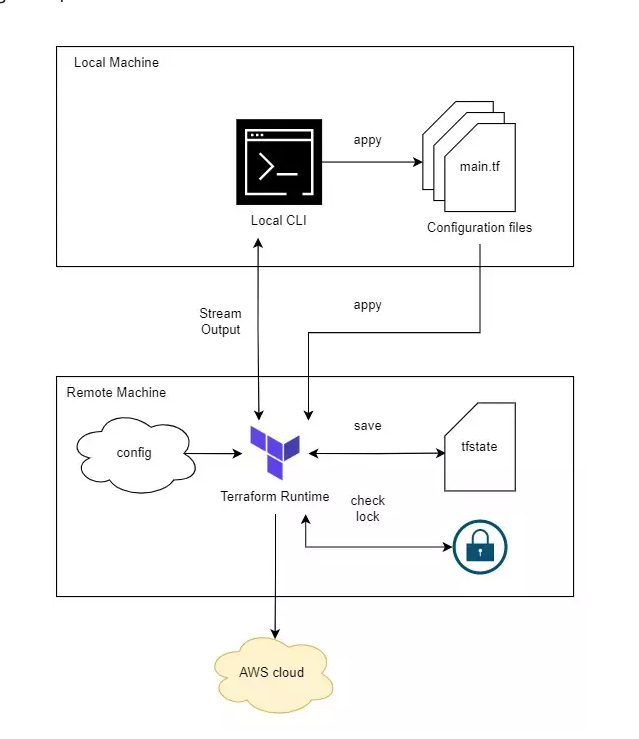 Local Machine
appy
main.tf
Local CLI
Configuration files
Stream
Output
appy
Remote Machine
config
save
tfstate
Terraform Runtime
check
lock
AWS cloud